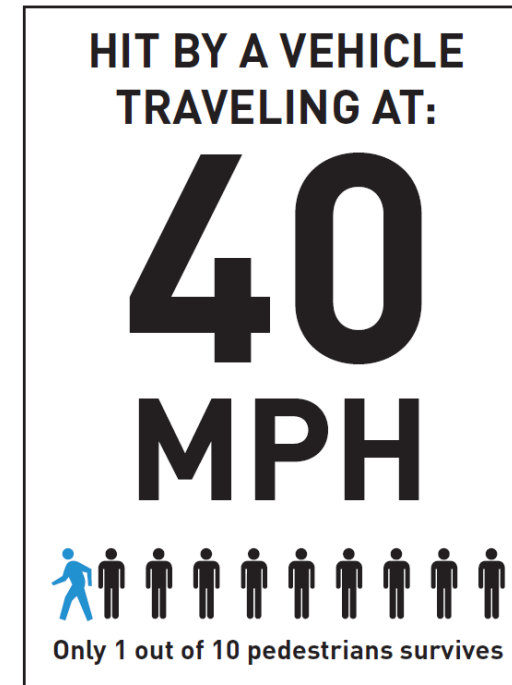 HIT BY A VEHICLE
TRAVELING AT:
40
MPH
Only 1 out of 10 pedestrians survives